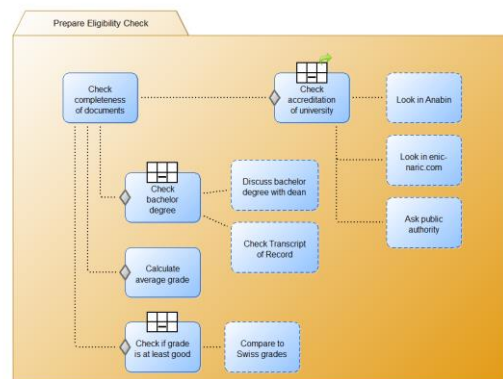 Prepare Eligibility Check
Check
completeness
of documents
Check
accreditation
of university
Look in Anabin
Look in enic-
naric.com
Ask public
authority
Check
bachelor
degree
Discuss bachelor
degree with dean
Check Transcript
of Record
Calculate
average grade
Check if grade
is at least good
Compare to
Swiss grades